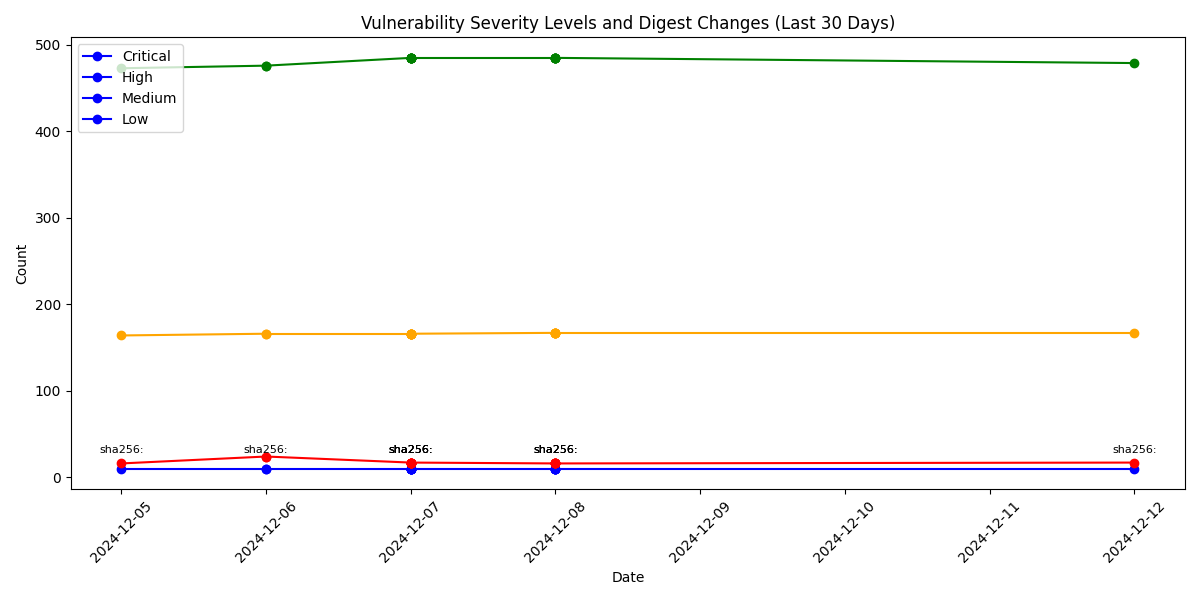 Vulnerability Severity Levels and Digest Changes (Last 30 Days)
500
400
300
200
100
0
Count
Critical
High
Medium
Low
sha256:
sha256:
sha256:
sha256:
sha256:
2024-12-05
2024-12-06
2024-12-07
2024-12-08
2024-12-09
2024-12-10
2024-12-11
2024-12-12
Date